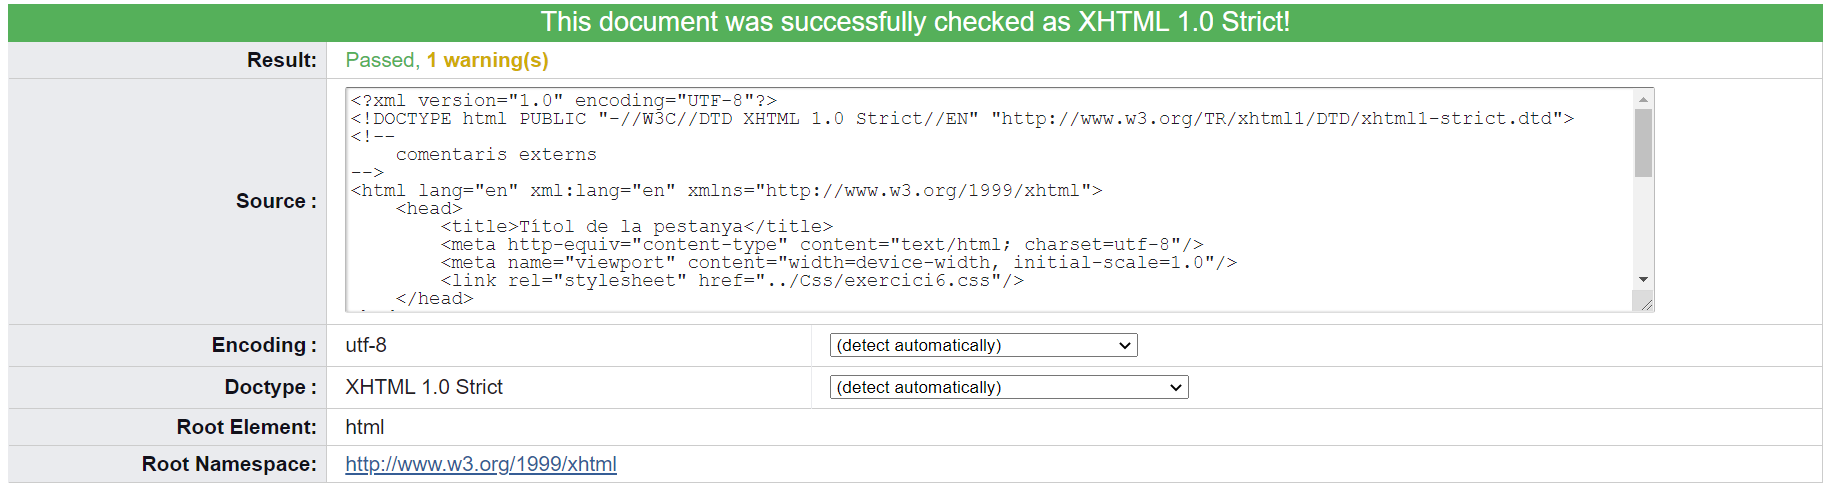 This document was successfully checked as XHTML 1.0 Strict!
Result: Passed, 1 warning(s)
Source :
<?xml version="1.0" encoding="UTF-8"?>
<!DOCTYPE html PUBLIC "-//W3C//DTD XHTML 1.0 Strict//EN" "http://www.w3.org/TR/xhtml1/DTD/xhtml1-strict.dtd">
<!--
    comentaris externs
-->
<html lang="en" xml:lang="en" xmlns="http://www.w3.org/1999/xhtml">
    <head>
        <title>Títol de la pestanya</title>
        <meta http-equiv="content-type" content="text/html; charset=utf-8"/>
        <meta name="viewport" content="width=device-width, initial-scale=1.0"/>
        <link rel="stylesheet" href="../Css/exercici6.css"/>
    </head>
Encoding : utf-8 (detect automatically)
Doctype : XHTML 1.0 Strict (detect automatically)
Root Element: html
Root Namespace: http://www.w3.org/1999/xhtml